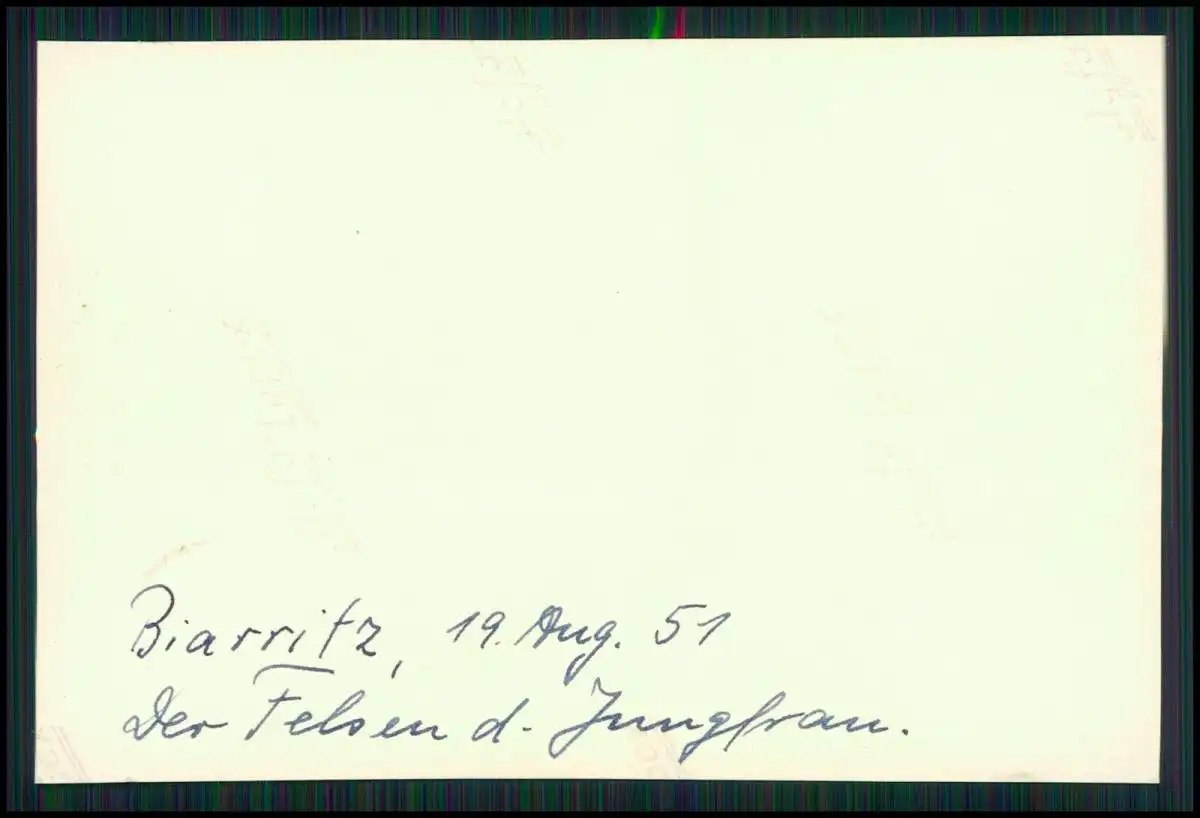 Biarritz, 19. Aug. 51
Der Felsen d. Jungfrau.